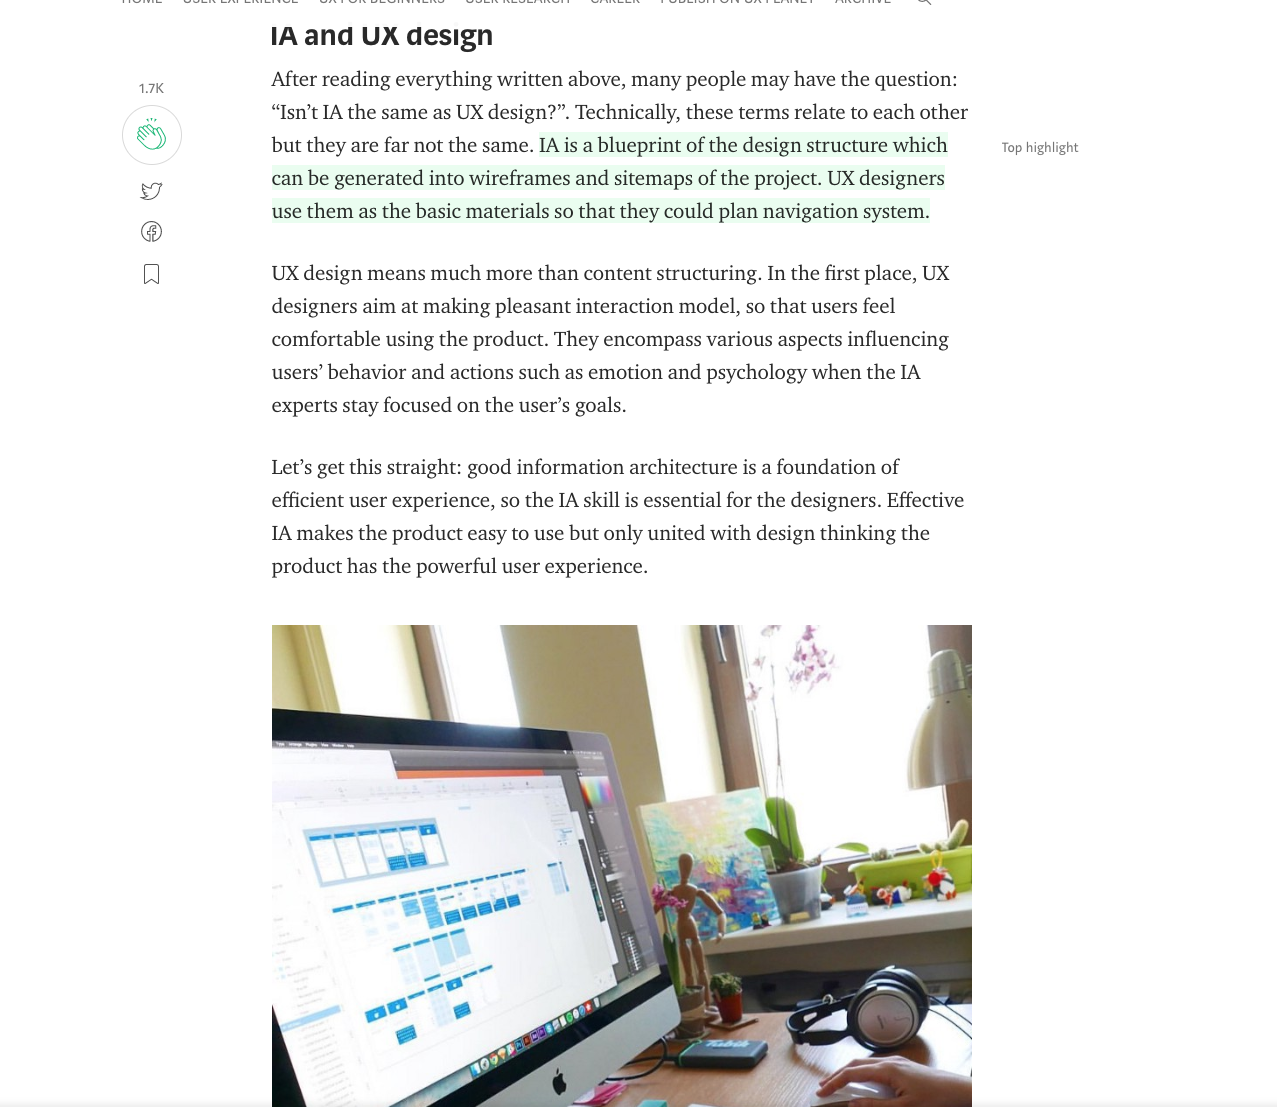 IA and UX design
1.7K
After reading everything written above, many people may have the question:
“Isn’t IA the same as UX design?”. Technically, these terms relate to each other
but they are far not the same. IA is a blueprint of the design structure which
Top highlight
can be generated into wireframes and sitemaps of the project. UX designers
use them as the basic materials so that they could plan navigation system.
UX design means much more than content structuring. In the first place, UX
designers aim at making pleasant interaction model, so that users feel
comfortable using the product. They encompass various aspects influencing
users’ behavior and actions such as emotion and psychology when the IA
experts stay focused on the user’s goals.
Let’s get this straight: good information architecture is a foundation of
efficient user experience, so the IA skill is essential for the designers. Effective
IA makes the product easy to use but only united with design thinking the
product has the powerful user experience.